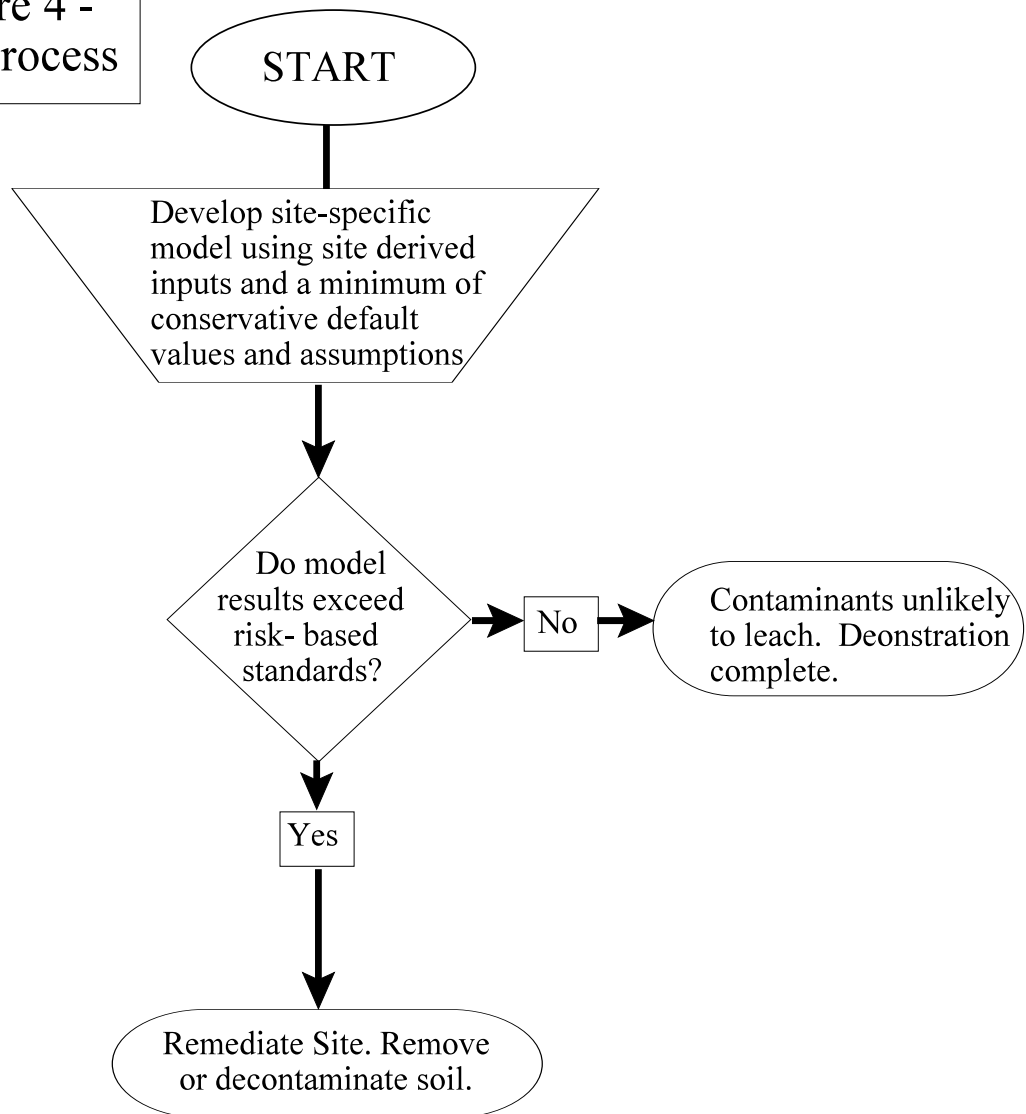 re 4 -
rocess
START
Develop site-specific
model using site derived
inputs and a minimum of
conservative default
values and assumptions
Do model
results exceed
risk- based
standards?
No
Contaminants unlikely
to leach.  Deonstration
complete.
Yes
Remediate Site. Remove
or decontaminate soil.